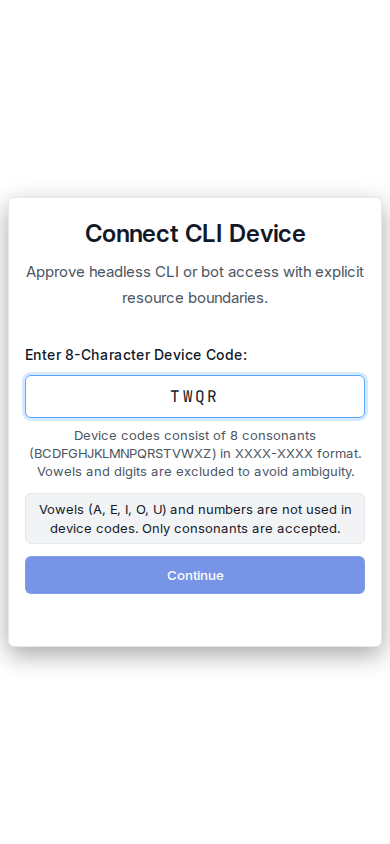 Connect CLI Device
Approve headless CLI or bot access with explicit
resource boundaries.
Enter 8-Character Device Code:
TWQR
Device codes consist of 8 consonants
(BCDFGHJKLMNPQRSTVWXZ) in XXXX-XXXX format.
Vowels and digits are excluded to avoid ambiguity.
Vowels (A, E, I, O, U) and numbers are not used in
device codes. Only consonants are accepted.
Continue